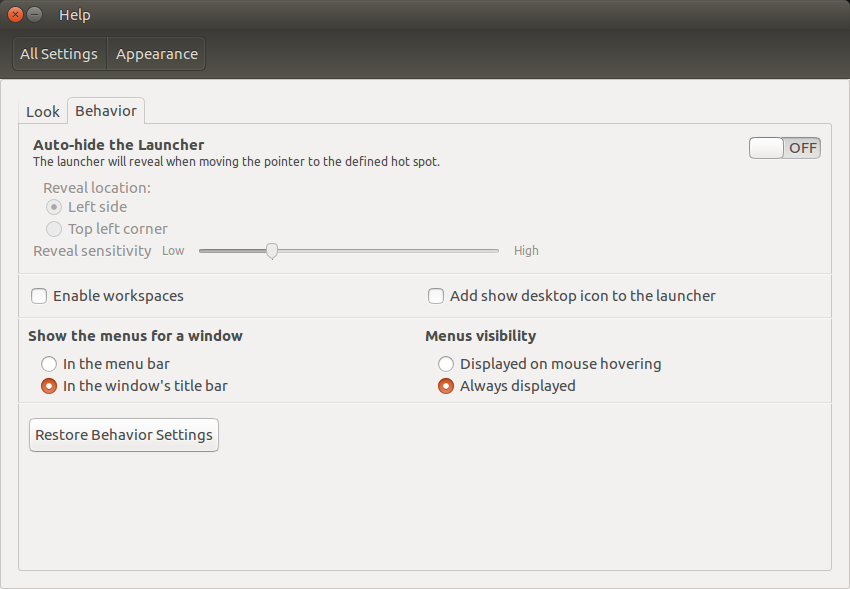 Help
All Settings
Appearance
Look
Behavior
Auto-hide the Launcher
The launcher will reveal when moving the pointer to the defined hot spot.
OFF
Reveal location:
Left side
Top left corner
Reveal sensitivity Low High
Enable workspaces
Add show desktop icon to the launcher
Show the menus for a window
In the menu bar
In the window's title bar
Menus visibility
Displayed on mouse hovering
Always displayed
Restore Behavior Settings